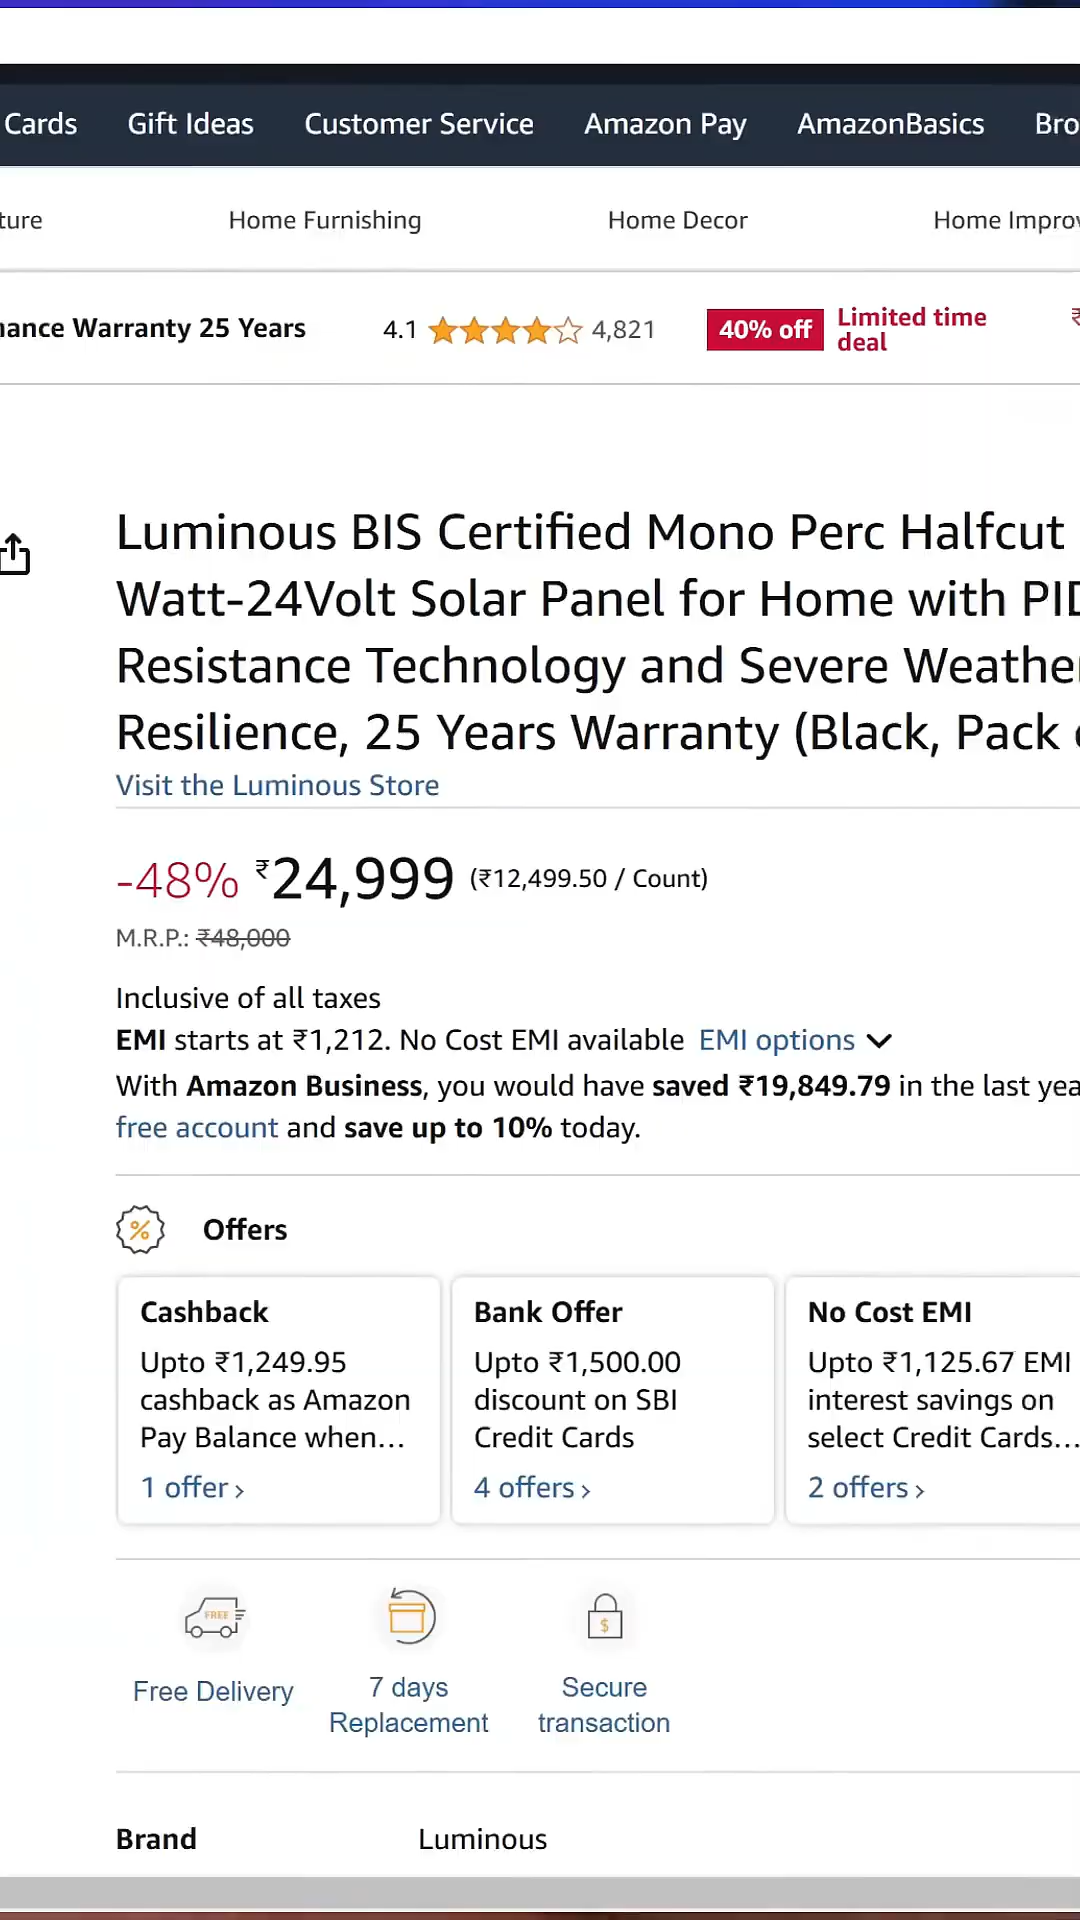 Cards Gift Ideas Customer Service Amazon Pay AmazonBasics
Home Furnishing Home Decor Home
Warranty 25 Years 4.1 4,821 40% off Limited time
deal
Luminous BIS Certified Mono Perc Halfcut
Watt-24Volt Solar Panel for Home with
Resistance Technology and Severe
Resilience, 25 Years Warranty (Black, Pack
Visit the Luminous Store
-48% ₹24,999 (₹12,499.50 / Count)
M.R.P.: ₹48,000
Inclusive of all taxes
EMI starts at ₹1,212. No Cost EMI available EMI options
With Amazon Business, you would have saved ₹19,849.79 in the last
free account and save up to 10% today.
% Offers
Cashback
Upto ₹1,249.95
cashback as Amazon
Pay Balance when...
1 offer ›
Bank Offer
Upto ₹1,500.00
discount on SBI
Credit Cards
4 offers ›
No Cost EMI
Upto ₹1,125.67 EMI
interest savings on
select Credit Cards...
2 offers ›
FREE
Free Delivery
7 days
Replacement
$
Secure
transaction
Brand Luminous